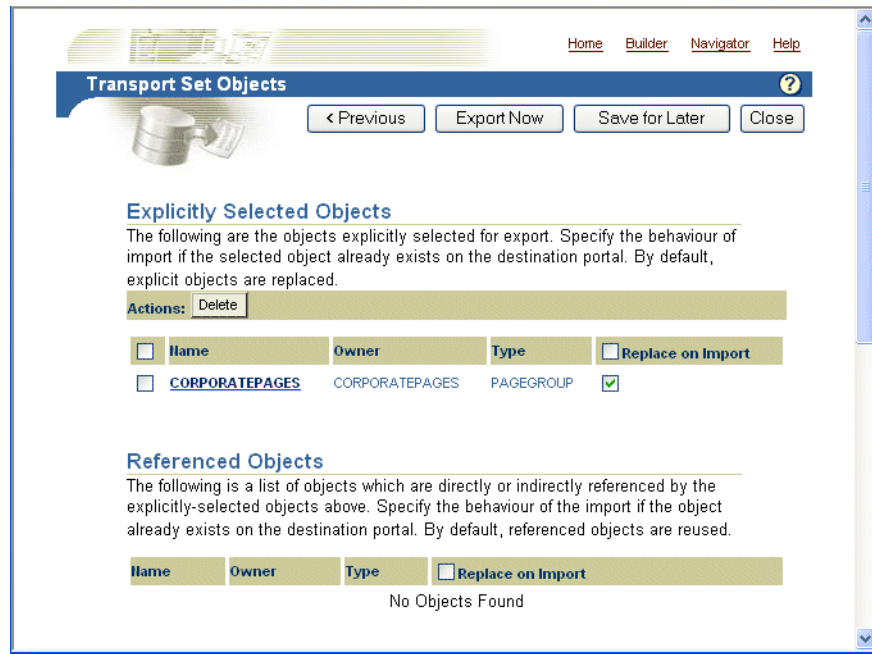 Home Builder Navigator Help
Transport Set Objects ?
< Previous Export Now Save for Later Close
Explicitly Selected Objects
The following are the objects explicitly selected for export. Specify the behaviour of
import if the selected object already exists on the destination portal. By default,
explicit objects are replaced.
Actions: Delete
Name Owner Type Replace on Import
CORPORATEPAGES CORPORATEPAGES PAGEGROUP
Referenced Objects
The following is a list of objects which are directly or indirectly referenced by the
explicitly-selected objects above. Specify the behaviour of the import if the object
already exists on the destination portal. By default, referenced objects are reused.
Name Owner Type Replace on Import
No Objects Found